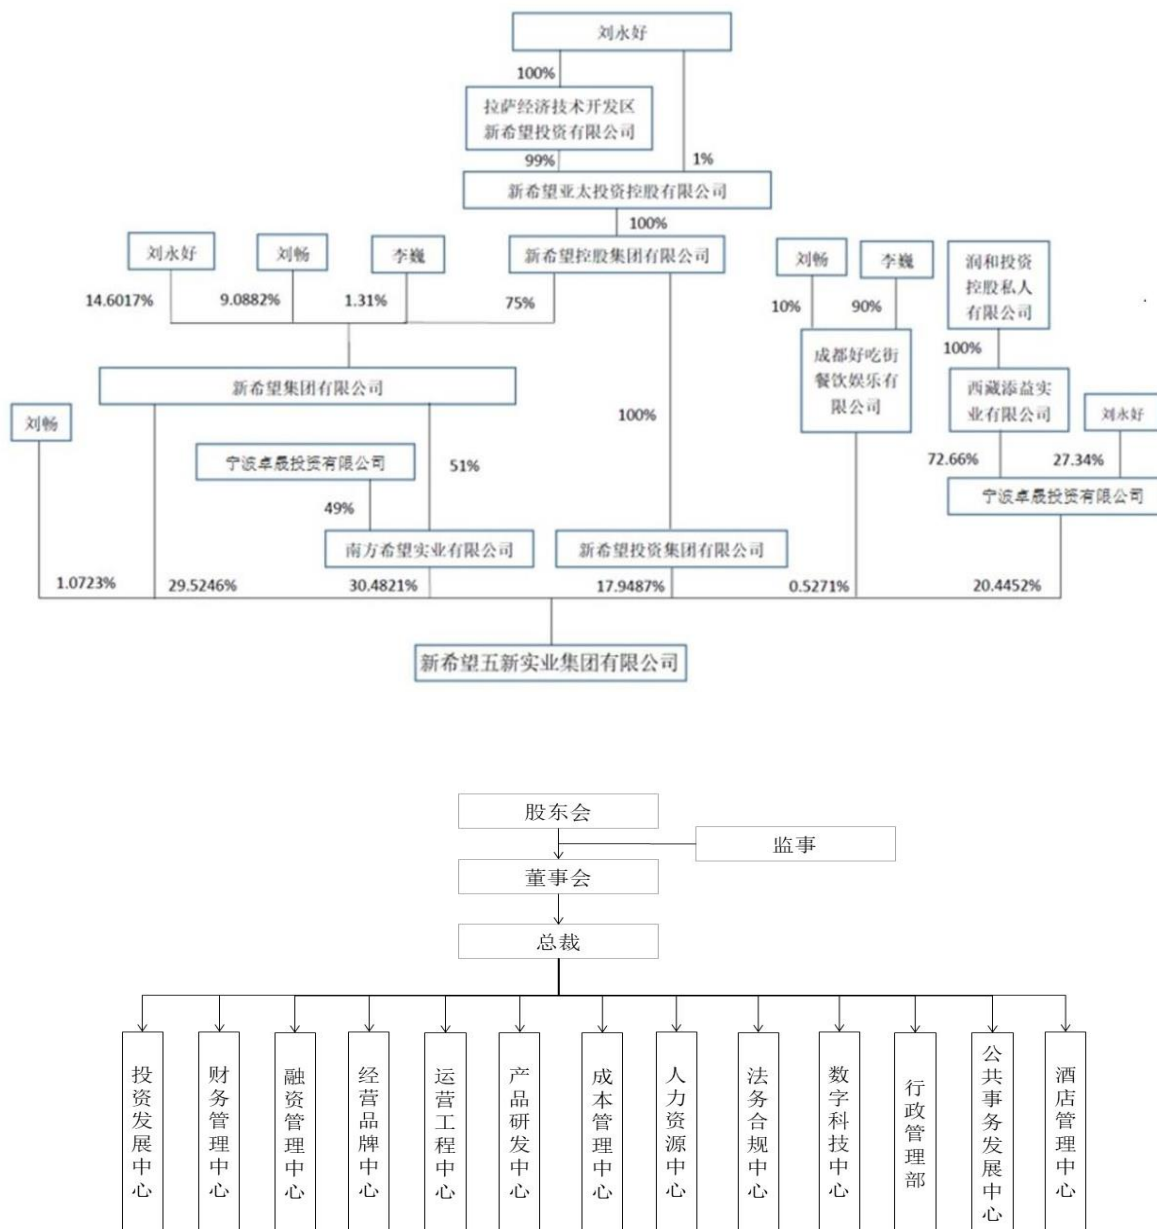 刘永好
100%
拉萨经济技术开发区
新希望投资有限公司
99%
1%
新希望亚太投资控股有限公司
100%
刘永好
刘畅
李巍
新希望控股集团有限公司
刘畅
李巍
润和投资
控股私人
有限公司
14.6017%
9.0882%
1.31%
75%
10%
90%
100%
成都好吃街
餐饮娱乐有
限公司
新希望集团有限公司
西藏添益实
业有限公司
刘畅
刘永好
100%
宁波卓晟投资有限公司
51%
72.66%
27.34%
49%
宁波卓晟投资有限公司
南方希望实业有限公司
新希望投资集团有限公司
1.0723%
29.5246%
30.4821%
17.9487%
0.5271%
20.4452%
新希望五新实业集团有限公司
股东会
监事
董事会
总裁
投资发展中心
财务管理中心
融资管理中心
经营品牌中心
运营工程中心
产品研发中心
成本管理中心
人力资源中心
法务合规中心
数字科技中心
行政管理部
公共事务发展中心
酒店管理中心